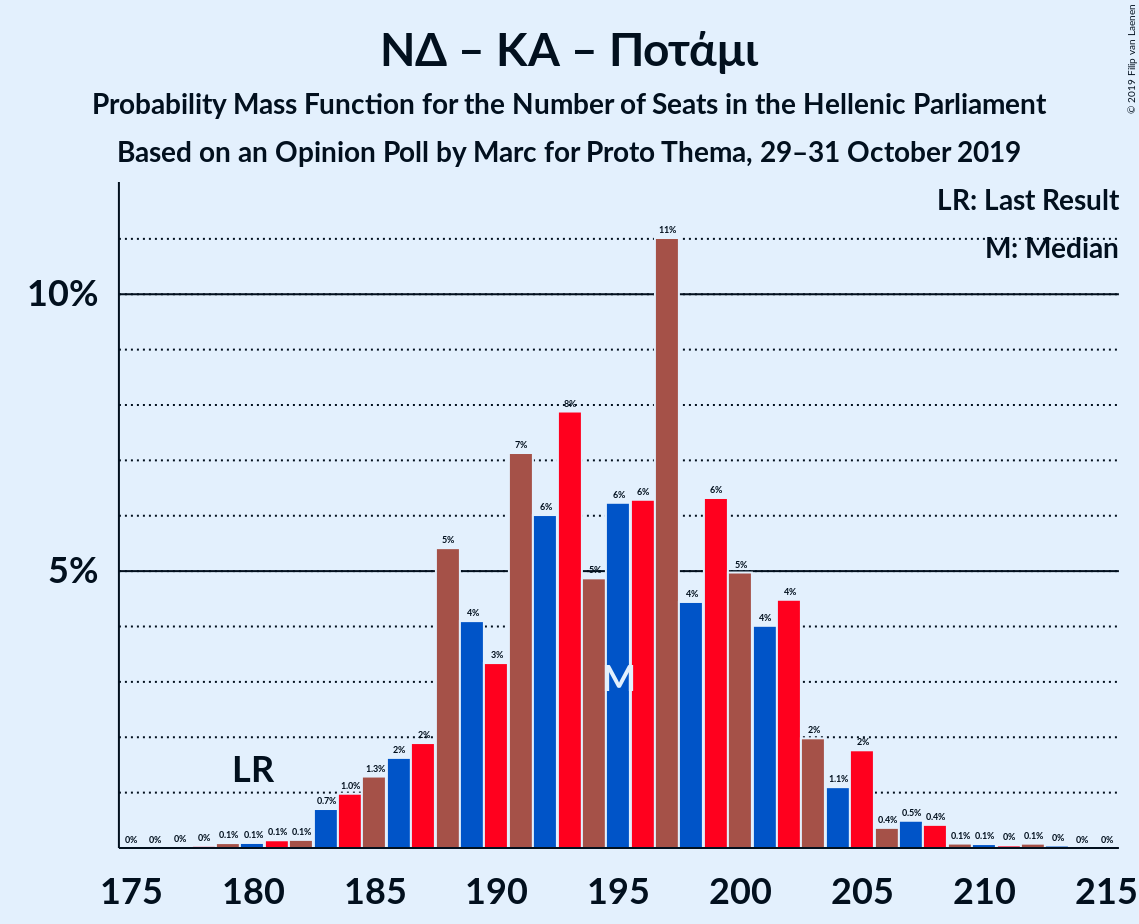 ΝΔ – ΚΑ – Ποτάμι
Probability Mass Function for the Number of Seats in the Hellenic Parliament
Based on an Opinion Poll by Marc for Proto Thema, 29–31 October 2019
© 2019 Filip van Laenen
LR: Last Result
M: Median
10%
5%
LR
M
0% 0% 0% 0% 0.1% 0.1% 0.1% 0.1% 0.7% 1.0% 1.3% 2% 2% 5% 4% 3% 7% 6% 8% 5% 6% 6% 11% 4% 6% 5% 4% 4% 2% 1.1% 2% 0.4% 0.5% 0.4% 0.1% 0.1% 0% 0.1% 0% 0% 0%
175 180 185 190 195 200 205 210 215